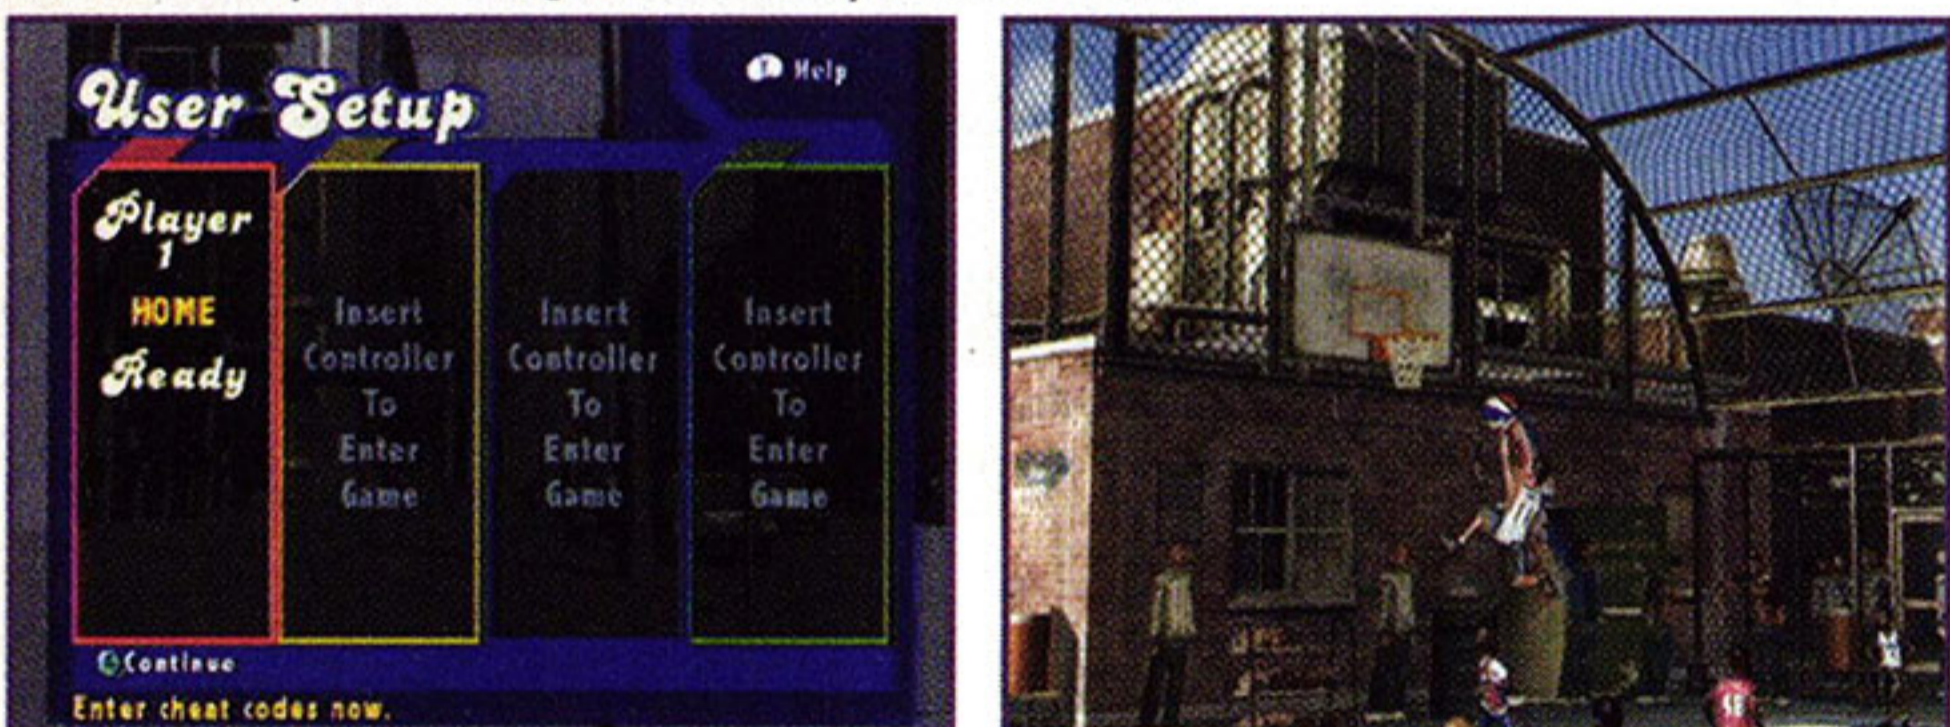 User Setup
Help
Player
1
HOME
Ready
Insert
Controller
To
Enter
Game
Insert
Controller
To
Enter
Game
Insert
Controller
To
Enter
Game
Continue
Enter cheat codes now.